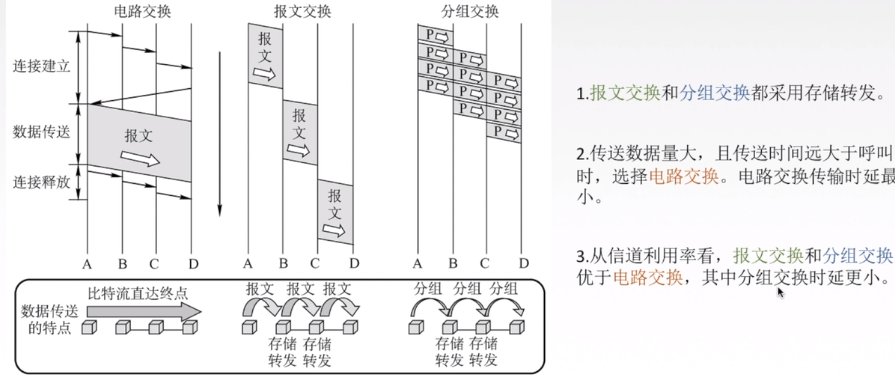 电路交换
报文交换
分组交换
连接建立
数据传送
连接释放
报文
报
文
报
文
报
文
P
P
P
P
P
P
P
P
P
P
P
P
A B C D
A B C D
A B C D
数据传送
的特点
比特流直达终点
报文 报文 报文
存储 存储
转发 转发
分组 分组 分组
存储 存储
转发 转发
1.报文交换和分组交换都采用存储转发。
2.传送数据量大，且传送时间远大于呼叫
时，选择电路交换。电路交换传输时延最
小。
3.从信道利用率看，报文交换和分组交换
优于电路交换，其中分组交换时延更小。